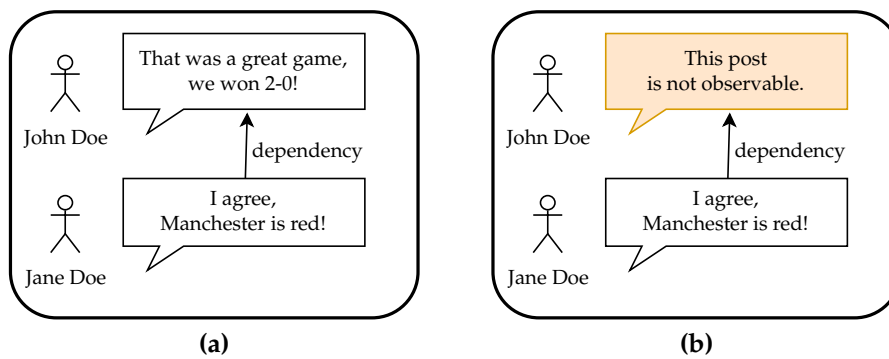 That was a great game,
we won 2-0!
John Doe
dependency
I agree,
Manchester is red!
Jane Doe
(a)
This post
is not observable.
John Doe
dependency
I agree,
Manchester is red!
Jane Doe
(b)